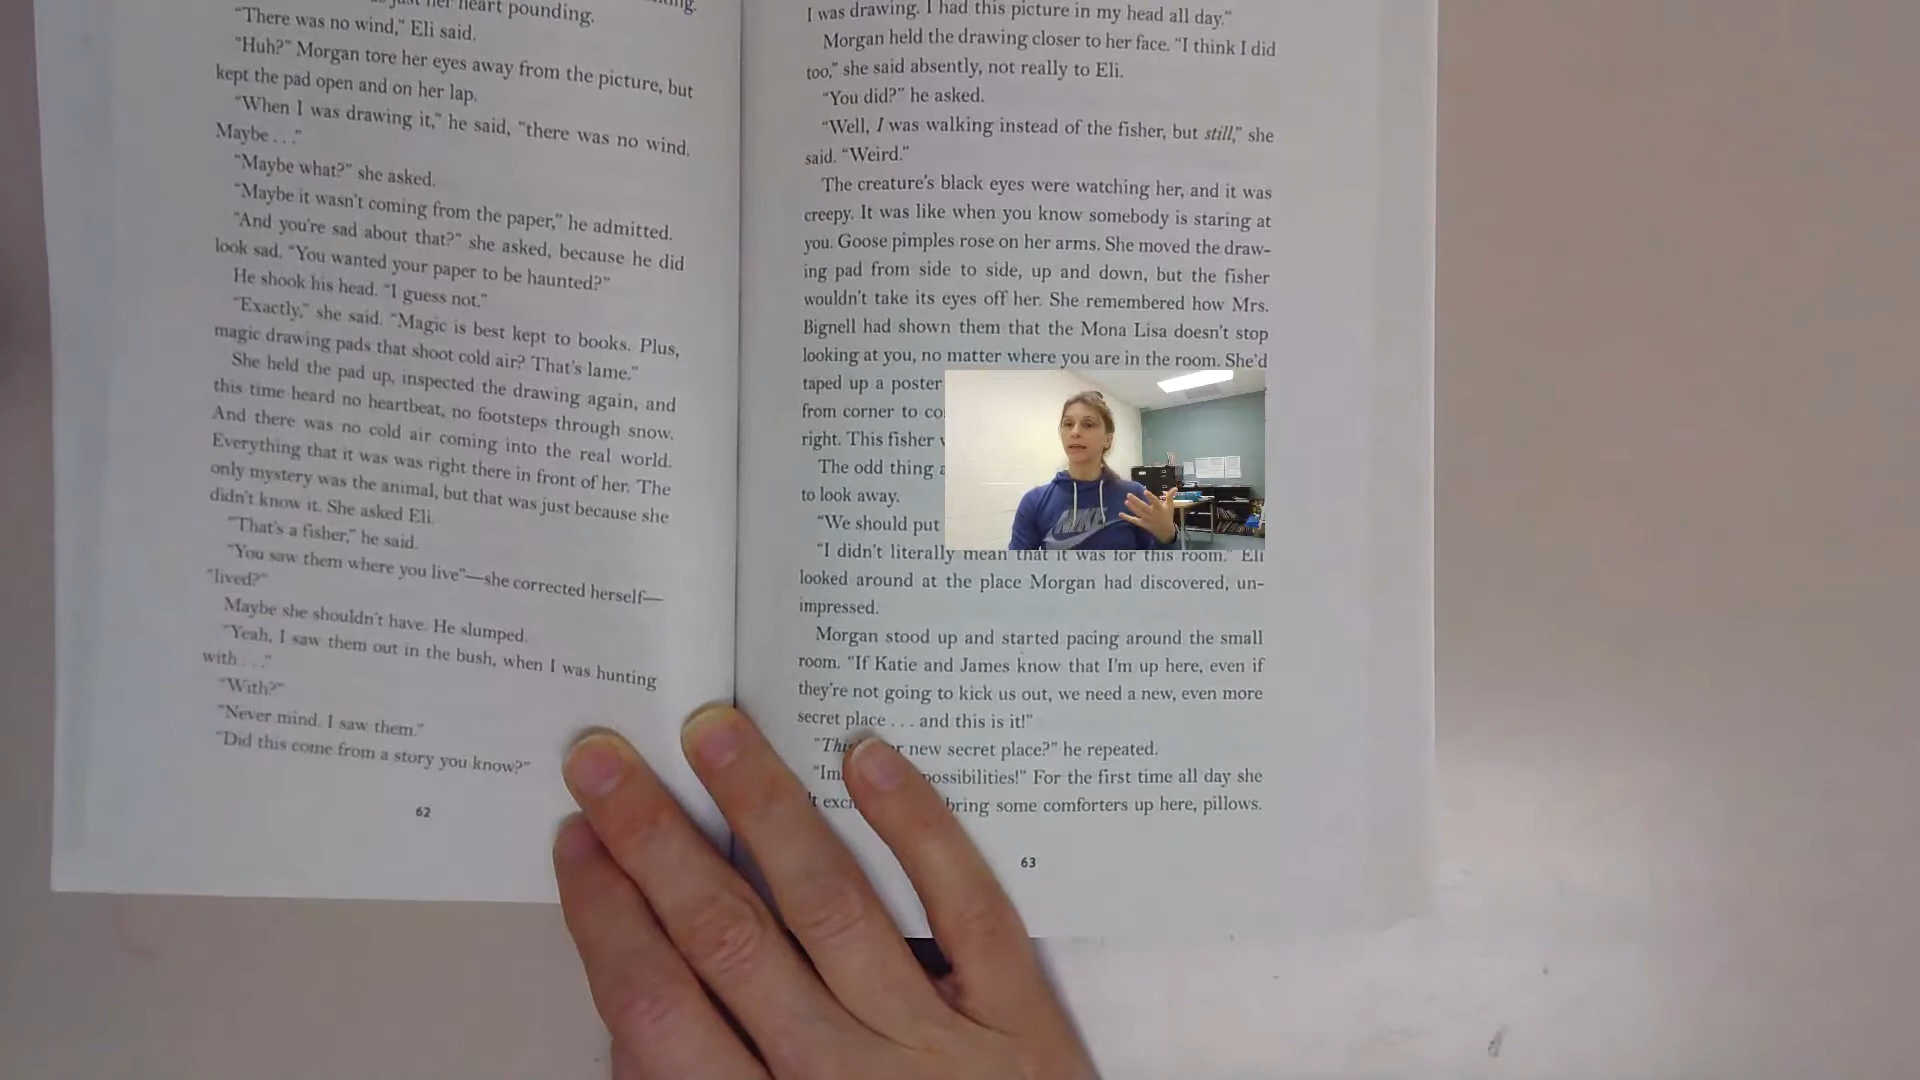 her heart pounding.
"There was no wind," Eli said.
"Huh?" Morgan tore her eyes away from the picture, but
kept the pad open and on her lap.
"When I was drawing it," he said, "there was no wind.
Maybe . . ."
"Maybe what?" she asked.
"Maybe it wasn't coming from the paper," he admitted.
"And you're sad about that?" she asked, because he did
look sad. "You wanted your paper to be haunted?"
He shook his head. "I guess not."
"Exactly," she said. "Magic is best kept to books. Plus,
magic drawing pads that shoot cold air? That's lame."
She held the pad up, inspected the drawing again, and
this time heard no heartbeat, no footsteps through snow.
And there was no cold air coming into the real world.
Everything that it was was right there in front of her. The
only mystery was the animal, but that was just because she
didn't know it. She asked Eli.
"That's a fisher," he said.
"You saw them where you live"—she corrected herself—
"lived?"
Maybe she shouldn't have. He slumped.
"Yeah, I saw them out in the bush, when I was hunting
with . . ."
"With?"
"Never mind. I saw them."
"Did this come from a story you know?"
62
I was drawing. I had this picture in my head all day."
Morgan held the drawing closer to her face. "I think I did
too," she said absently, not really to Eli.
"You did?" he asked.
"Well, I was walking instead of the fisher, but still," she
said. "Weird."
The creature's black eyes were watching her, and it was
creepy. It was like when you know somebody is staring at
you. Goose pimples rose on her arms. She moved the draw-
ing pad from side to side, up and down, but the fisher
wouldn't take its eyes off her. She remembered how Mrs.
Bignell had shown them that the Mona Lisa doesn't stop
looking at you, no matter where you are in the room. She'd
taped up a poster
from corner to
right. This fisher
The odd thing
to look away.
"We should put
"I didn't literally mean that it was for this room." Eli
looked around at the place Morgan had discovered, un-
impressed.
Morgan stood up and started pacing around the small
room. "If Katie and James know that I'm up here, even if
they're not going to kick us out, we need a new, even more
secret place . . . and this is it!"
new secret place?" he repeated.
possibilities!" For the first time all day she
bring some comforters up here, pillows.
63
NIKE